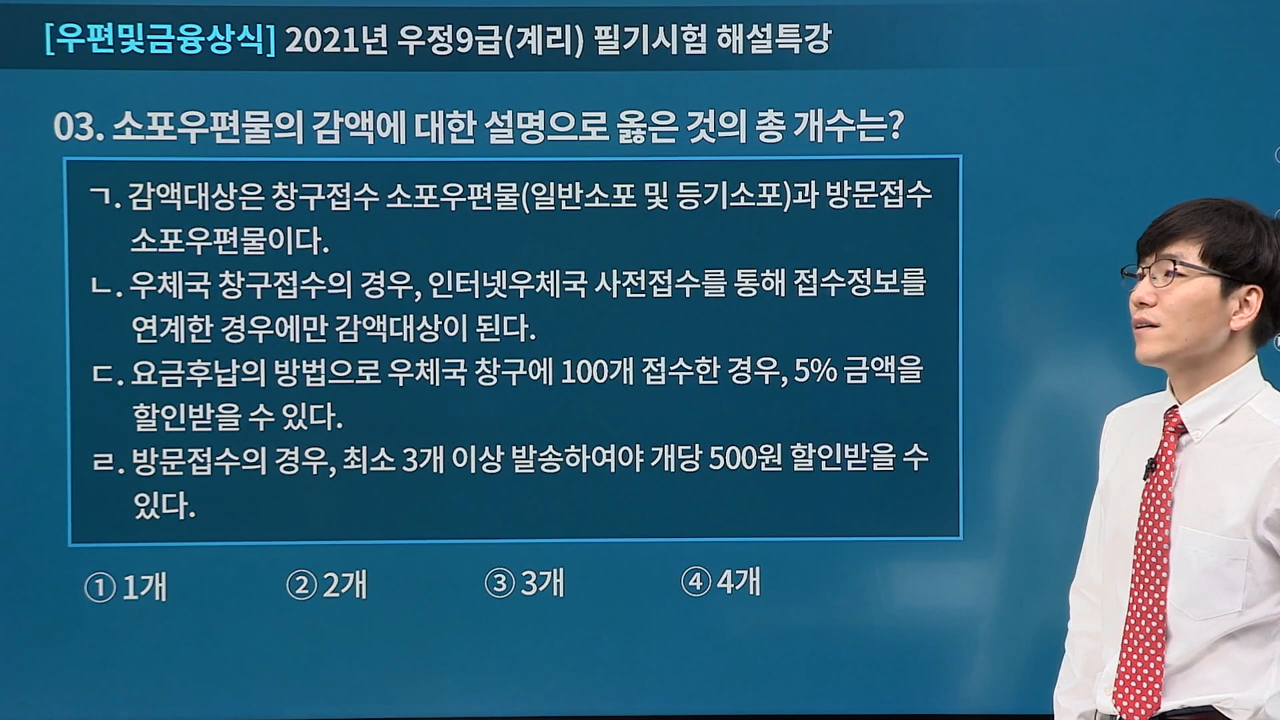 [우편및금융상식] 2021년 우정9급(계리) 필기시험 해설특강
03. 소포우편물의 감액에 대한 설명으로 옳은 것의 총 개수는?
ㄱ. 감액대상은 창구접수 소포우편물(일반소포 및 등기소포)과 방문접수
소포우편물이다.
ㄴ. 우체국 창구접수의 경우, 인터넷우체국 사전접수를 통해 접수정보를
연계한 경우에만 감액대상이 된다.
ㄷ. 요금후납의 방법으로 우체국 창구에 100개 접수한 경우, 5% 금액을
할인받을 수 있다.
ㄹ. 방문접수의 경우, 최소 3개 이상 발송하여야 개당 500원 할인받을 수
있다.
① 1개 ② 2개 ③ 3개 ④ 4개